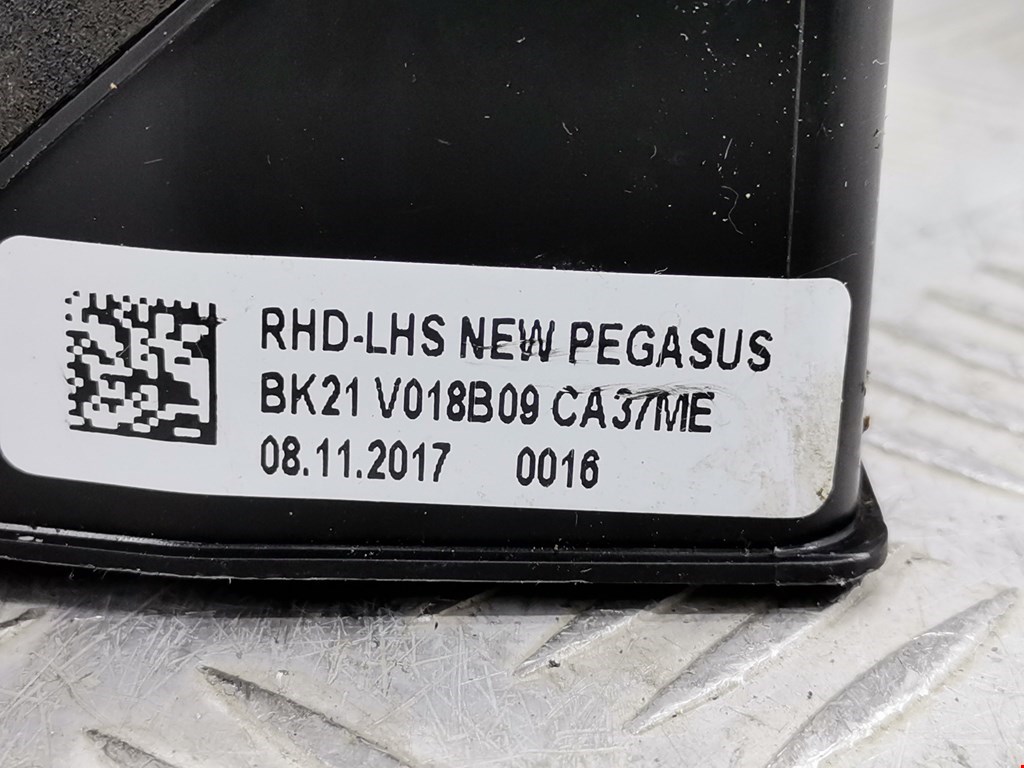 RHD-LHS NEW PEGASUS
BK21 V018B09 CA37ME
08.11.2017 0016